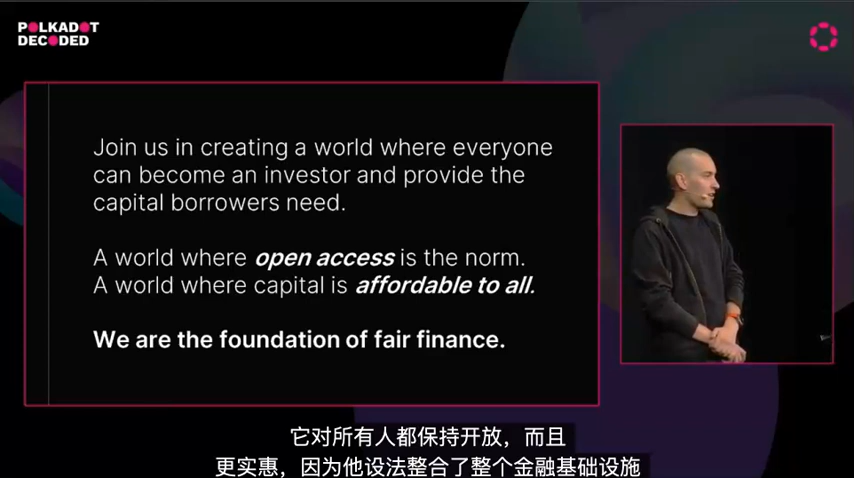 POLKADOT
DECODED
Join us in creating a world where everyone
can become an investor and provide the
capital borrowers need.
A world where open access is the norm.
A world where capital is affordable to all.
We are the foundation of fair finance.
它对所有人都保持开放，而且
更实惠，因为他设法整合了整个金融基础设施